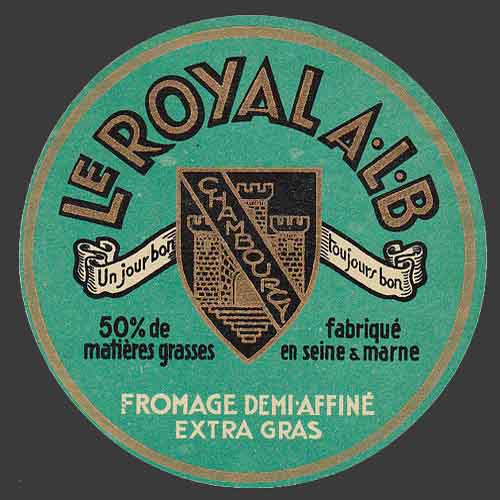 LE ROYAL A.L.B
CHAMBOURCY
Un jour bon
toujours bon
50% de
matières grasses
fabriqué
en seine & marne
FROMAGE DEMI-AFFINÉ
EXTRA GRAS